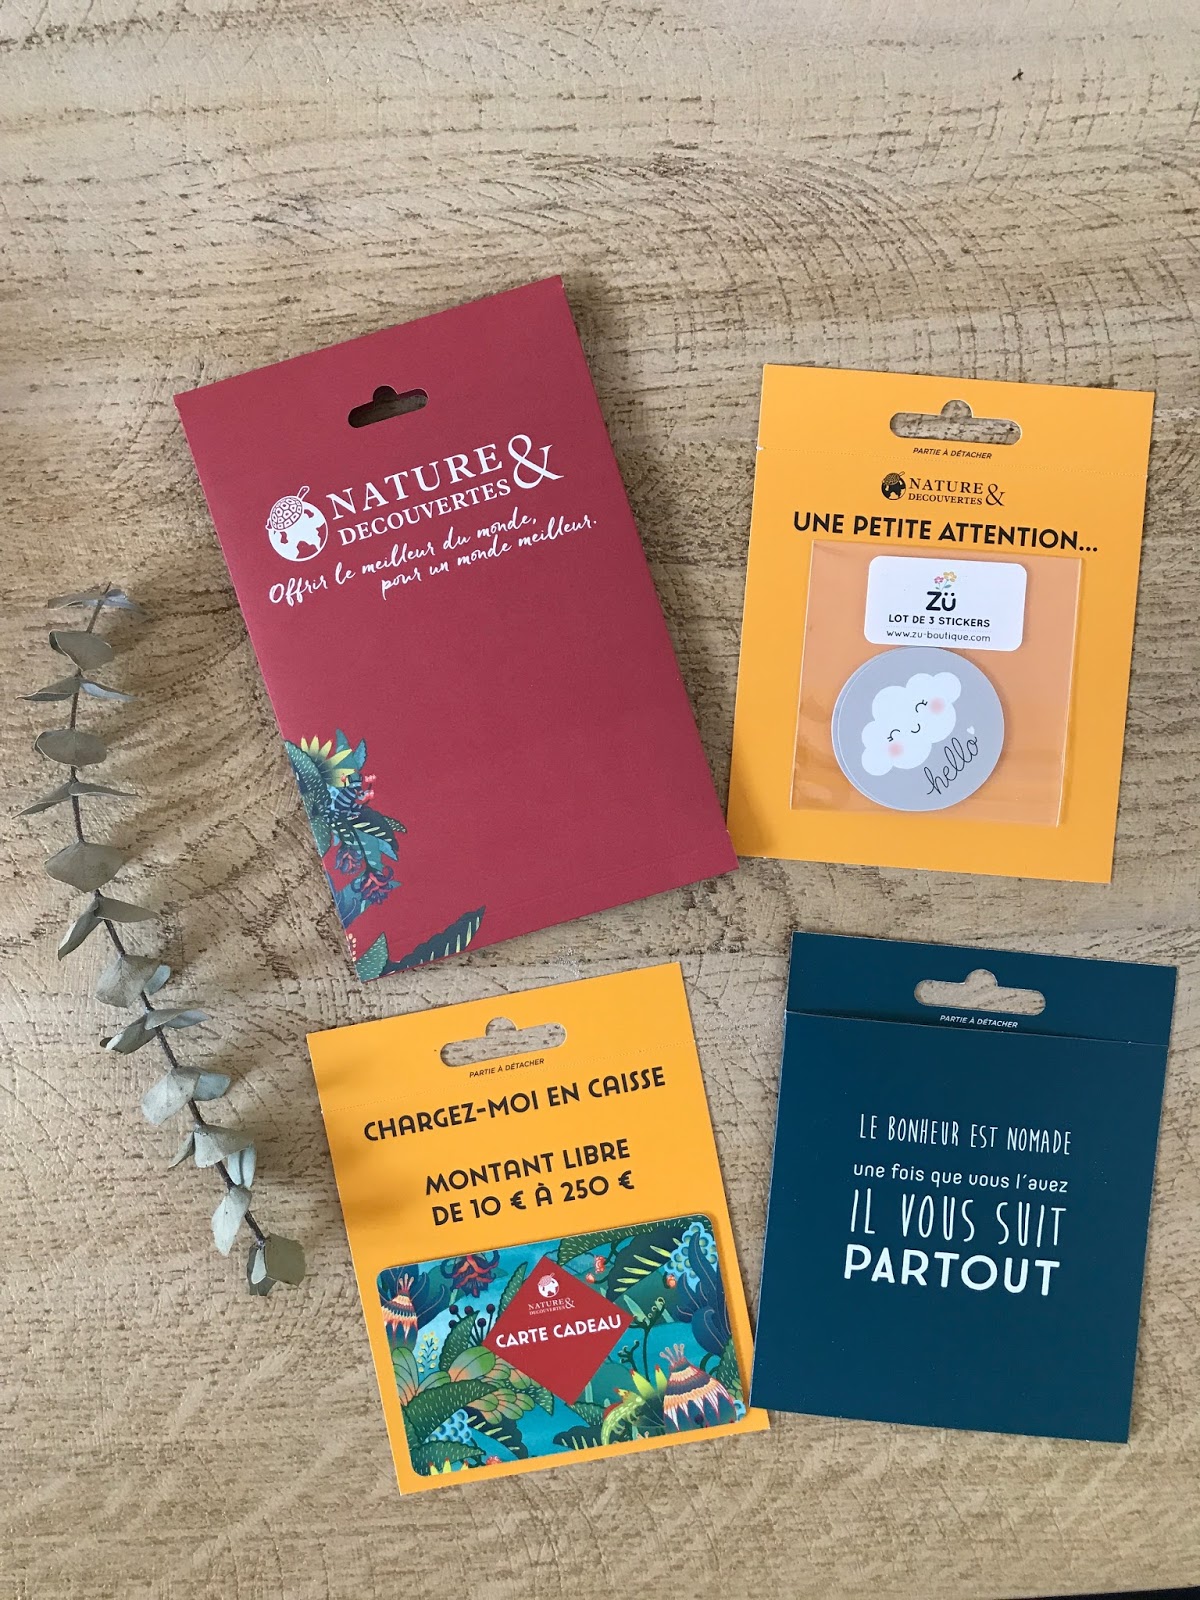 NATURE &
DECOUVERTES
Offrir le meilleur du monde,
pour un monde meilleur.
PARTIE À DÉTACHER
NATURE &
DECOUVERTES
UNE PETITE ATTENTION...
Zü
LOT DE 3 STICKERS
www.zu-boutique.com
hello
PARTIE À DÉTACHER
CHARGEZ-MOI EN CAISSE
MONTANT LIBRE
DE 10 € À 250 €
NATURE &
DECOUVERTES
CARTE CADEAU
PARTIE À DÉTACHER
LE BONHEUR EST NOMADE
une fois que vous l'avez
IL VOUS SUIT
PARTOUT